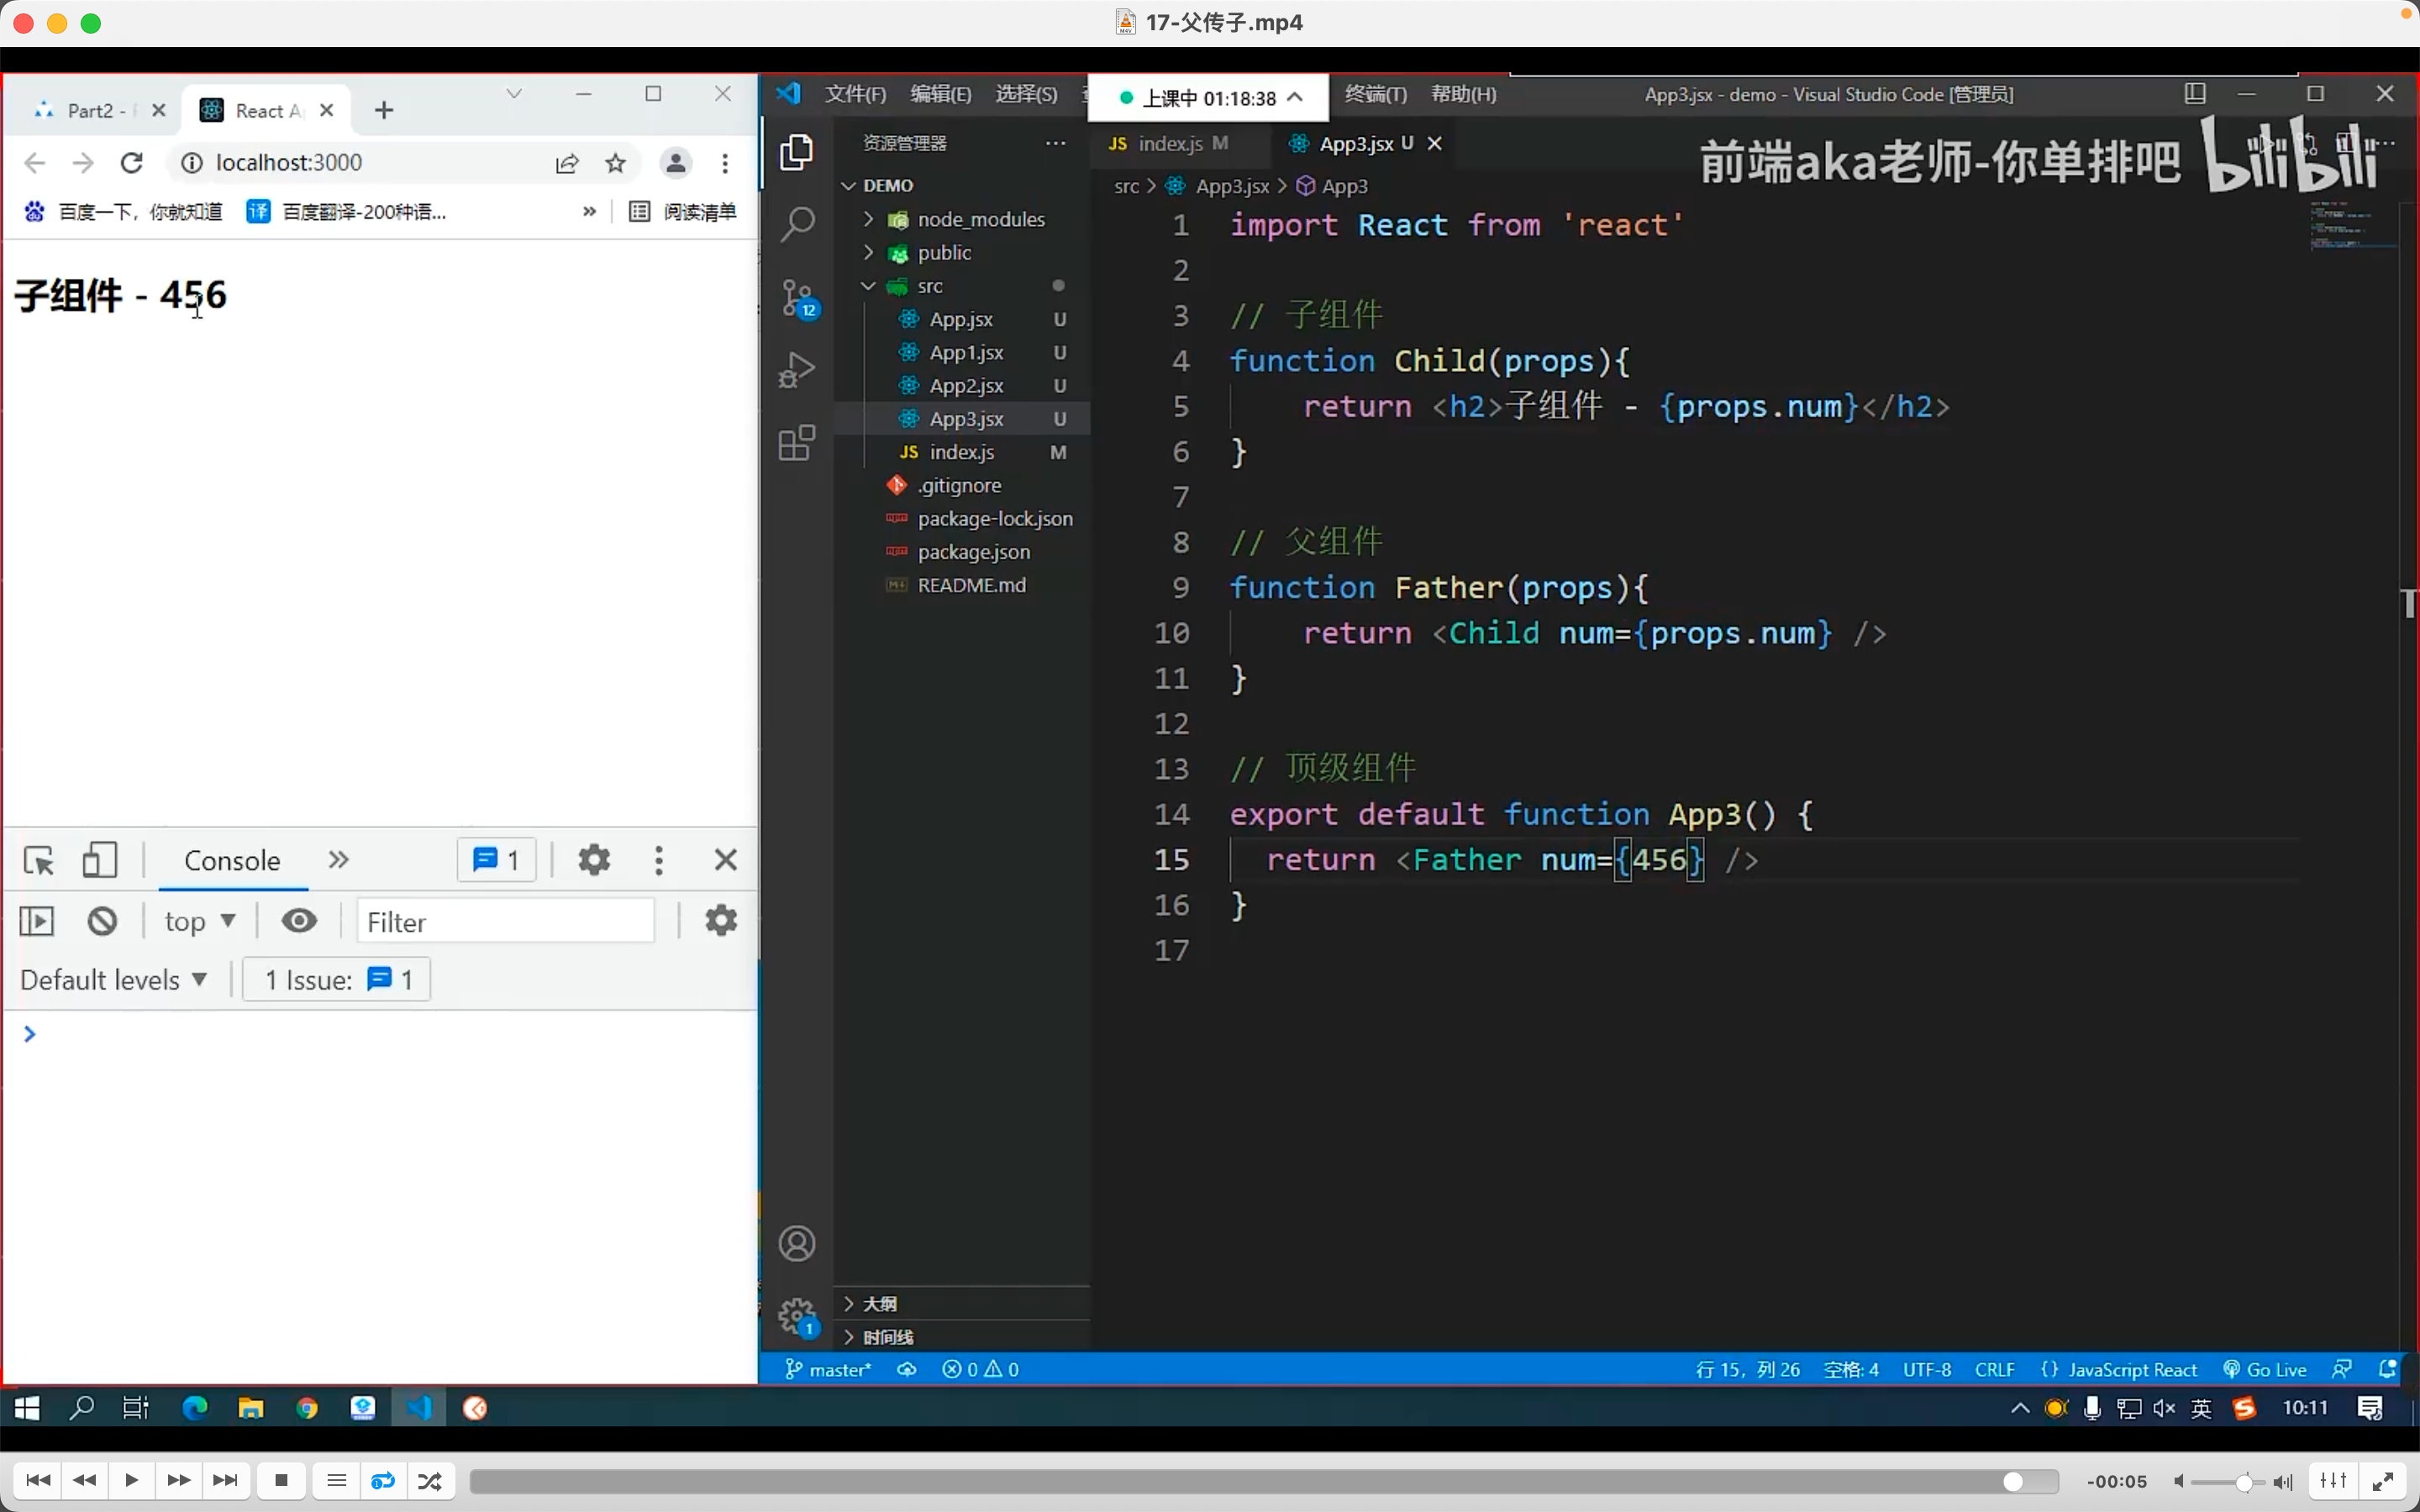 17-父传子.mp4
Part2 -
React A
localhost:3000
百度一下，你就知道
译
百度翻译-200种语...
»
阅读清单
子组件 - 456
Console
1
top
Filter
Default levels
1 Issue:
1
文件(F)
编辑(E)
选择(S)
上课中 01:18:38
终端(T)
帮助(H)
App3.jsx - demo - Visual Studio Code [管理员]
资源管理器
JS index.js M
App3.jsx U
前端aka老师-你单排吧
bilibili
src > App3.jsx > App3
DEMO
node_modules
public
src
App.jsx U
App1.jsx U
App2.jsx U
App3.jsx U
JS index.js M
.gitignore
package-lock.json
package.json
README.md
12
1 import React from 'react'
2
3 // 子组件
4 function Child(props){
5 return <h2>子组件 - {props.num}</h2>
6 }
7
8 // 父组件
9 function Father(props){
10 return <Child num={props.num} />
11 }
12
13 // 顶级组件
14 export default function App3() {
15 return <Father num={456} />
16 }
17
1
大纲
时间线
master*
0
0
行 15，列 26
空格: 4
UTF-8
CRLF
{} JavaScript React
Go Live
英
10:11
-00:05